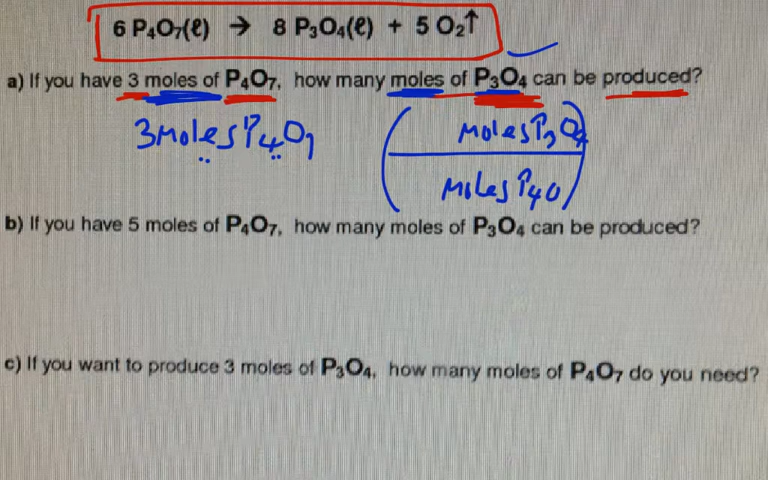 6 P₄O₇(ℓ) → 8 P₃O₄(ℓ) + 5 O₂↑
a) If you have 3 moles of P₄O₇, how many moles of P₃O₄ can be produced?
3 Moles P₄O₇ ( Moles P₃O₄
Moles P₄O )
b) If you have 5 moles of P₄O₇, how many moles of P₃O₄ can be produced?
c) If you want to produce 3 moles of P₃O₄, how many moles of P₄O₇ do you need?